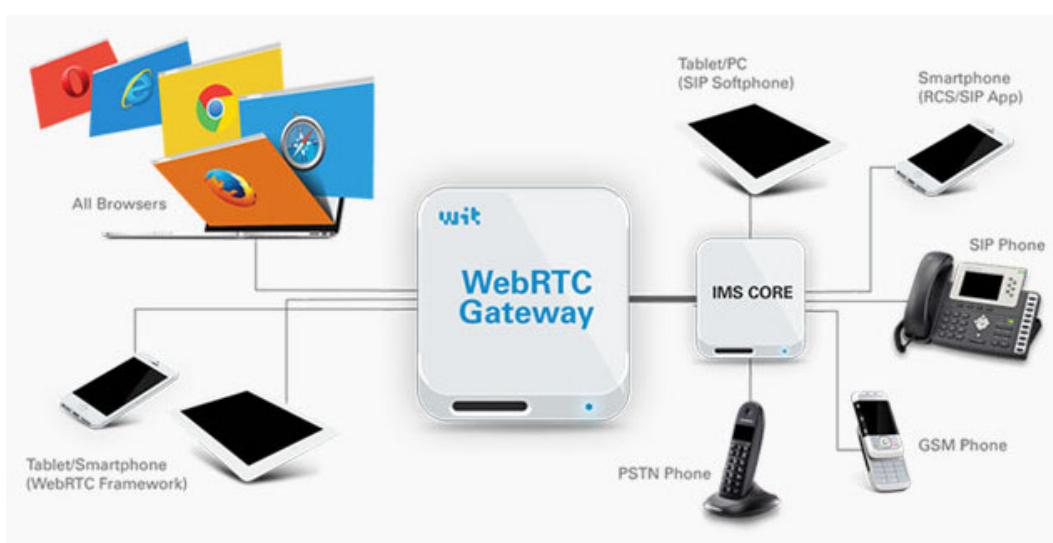 Tablet/PC
(SIP Softphone)
Smartphone
(RCS/SIP App)
All Browsers
wit
WebRTC
Gateway
IMS CORE
SIP Phone
Tablet/Smartphone
(WebRTC Framework)
PSTN Phone
GSM Phone